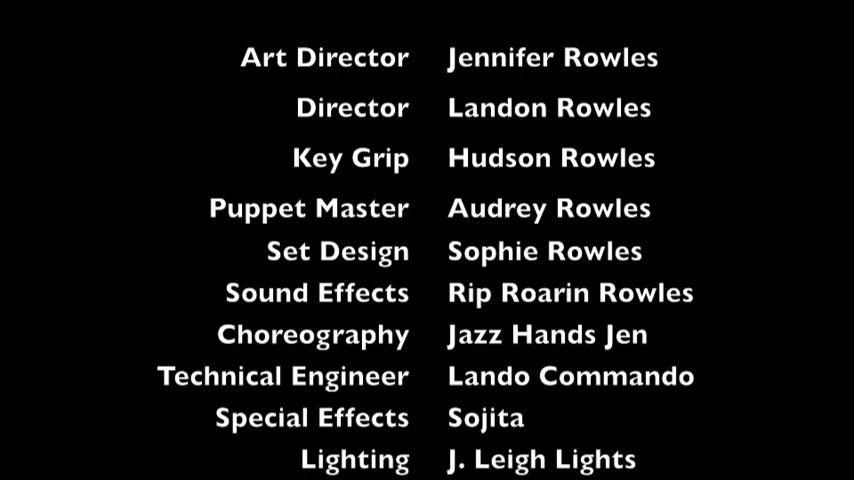 Art Director Jennifer Rowles
Director Landon Rowles
Key Grip Hudson Rowles
Puppet Master Audrey Rowles
Set Design Sophie Rowles
Sound Effects Rip Roarin Rowles
Choreography Jazz Hands Jen
Technical Engineer Lando Commando
Special Effects Sojita
Lighting J. Leigh Lights